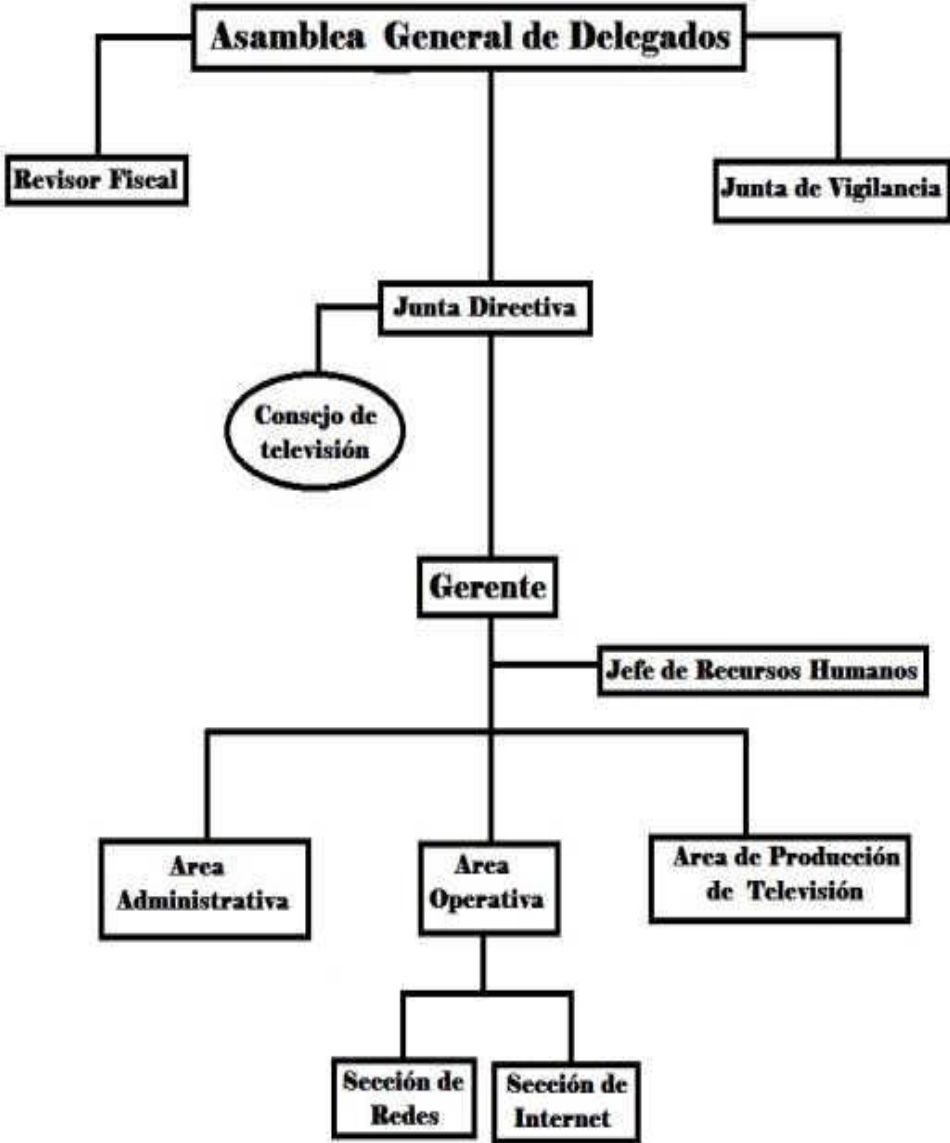 Asamblea General de Delegados
Revisor Fiscal
Junta de Vigilancia
Junta Directiva
Consejo de
televisión
Gerente
Jefe de Recursos Humanos
Area
Administrativa
Area
Operativa
Area de Producción
de Televisión
Sección de
Redes
Sección de
Internet